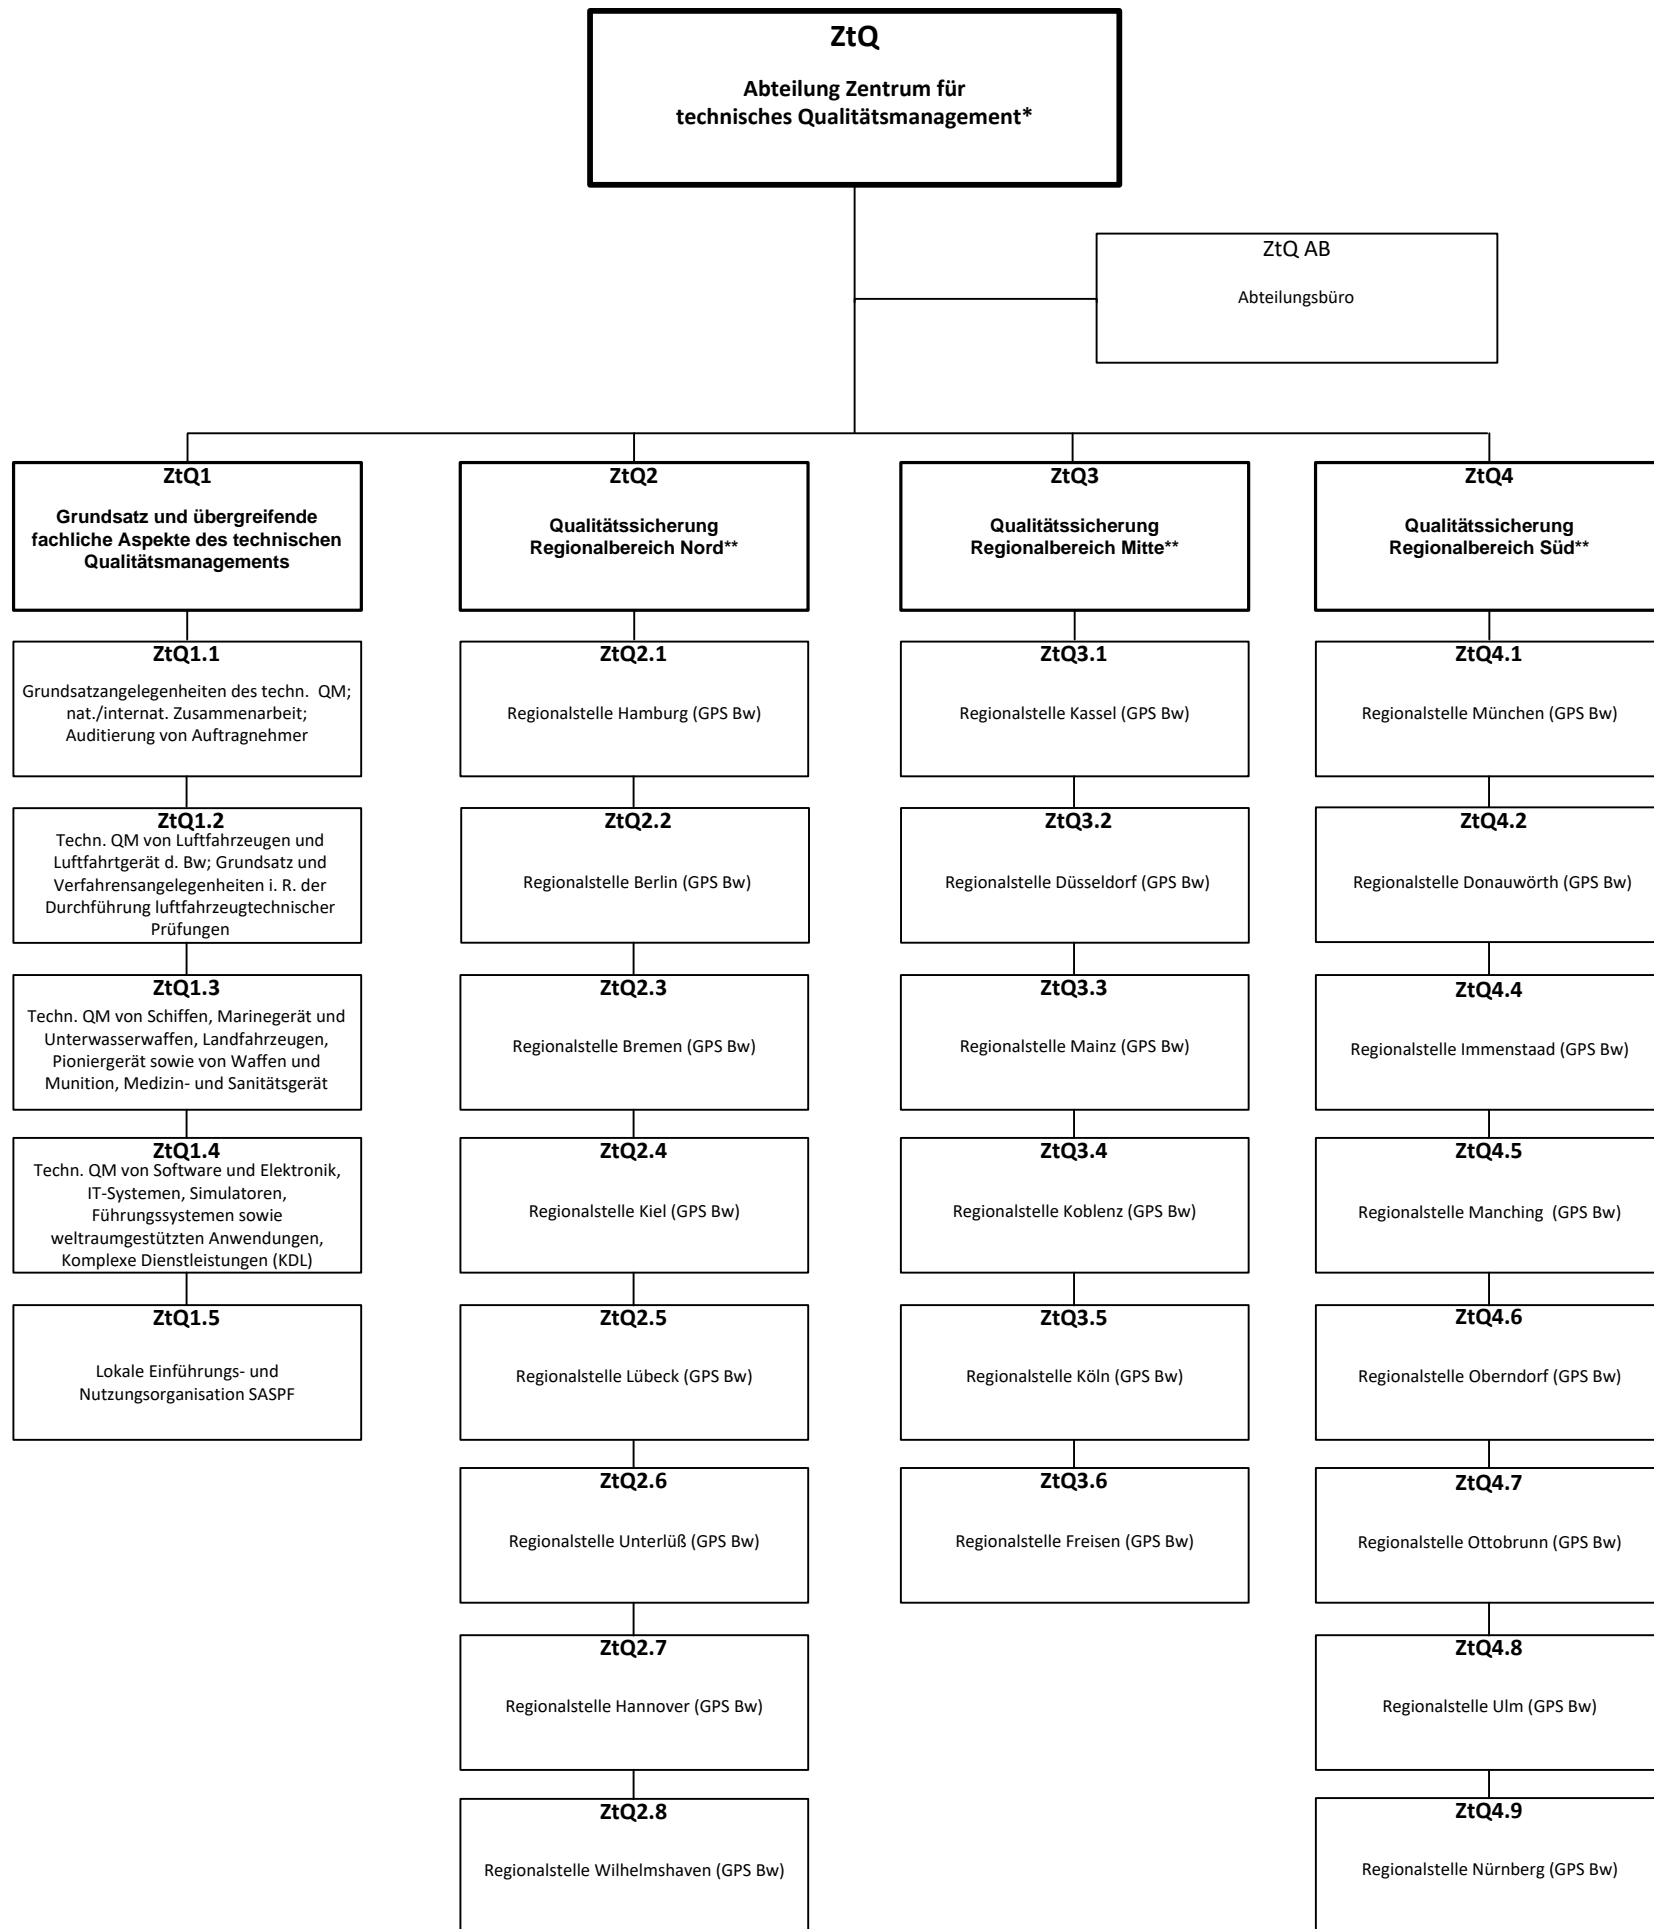 ZtQ
Abteilung Zentrum für
technisches Qualitätsmanagement*
ZtQ AB
Abteilungsbüro
ZtQ1
Grundsatz und übergreifende
fachliche Aspekte des technischen
Qualitätsmanagements
ZtQ1.1
Grundsatzangelegenheiten des techn.  QM;
nat./internat. Zusammenarbeit;
Auditierung von Auftragnehmer
ZtQ1.2
Techn. QM von Luftfahrzeugen und
Luftfahrtgerät d. Bw; Grundsatz und
Verfahrensangelegenheiten i. R. der
Durchführung luftfahrzeugtechnischer
Prüfungen
ZtQ1.3
Techn. QM von Schiffen, Marinegerät und
Unterwasserwaffen, Landfahrzeugen,
Pioniergerät sowie von Waffen und
Munition, Medizin- und Sanitätsgerät
ZtQ1.4
Techn. QM von Software und Elektronik,
IT-Systemen, Simulatoren,
Führungssystemen sowie
weltraumgestützten Anwendungen,
Komplexe Dienstleistungen (KDL)
ZtQ1.5
Lokale Einführungs- und
Nutzungsorganisation SASPF
ZtQ2
Qualitätssicherung
Regionalbereich Nord**
ZtQ2.1
Regionalstelle Hamburg (GPS Bw)
ZtQ2.2
Regionalstelle Berlin (GPS Bw)
ZtQ2.3
Regionalstelle Bremen (GPS Bw)
ZtQ2.4
Regionalstelle Kiel (GPS Bw)
ZtQ2.5
Regionalstelle Lübeck (GPS Bw)
ZtQ2.6
Regionalstelle Unterlüß (GPS Bw)
ZtQ2.7
Regionalstelle Hannover (GPS Bw)
ZtQ2.8
Regionalstelle Wilhelmshaven (GPS Bw)
ZtQ3
Qualitätssicherung
Regionalbereich Mitte**
ZtQ3.1
Regionalstelle Kassel (GPS Bw)
ZtQ3.2
Regionalstelle Düsseldorf (GPS Bw)
ZtQ3.3
Regionalstelle Mainz (GPS Bw)
ZtQ3.4
Regionalstelle Koblenz (GPS Bw)
ZtQ3.5
Regionalstelle Köln (GPS Bw)
ZtQ3.6
Regionalstelle Freisen (GPS Bw)
ZtQ4
Qualitätssicherung
Regionalbereich Süd**
ZtQ4.1
Regionalstelle München (GPS Bw)
ZtQ4.2
Regionalstelle Donauwörth (GPS Bw)
ZtQ4.4
Regionalstelle Immenstaad (GPS Bw)
ZtQ4.5
Regionalstelle Manching  (GPS Bw)
ZtQ4.6
Regionalstelle Oberndorf (GPS Bw)
ZtQ4.7
Regionalstelle Ottobrunn (GPS Bw)
ZtQ4.8
Regionalstelle Ulm (GPS Bw)
ZtQ4.9
Regionalstelle Nürnberg (GPS Bw)